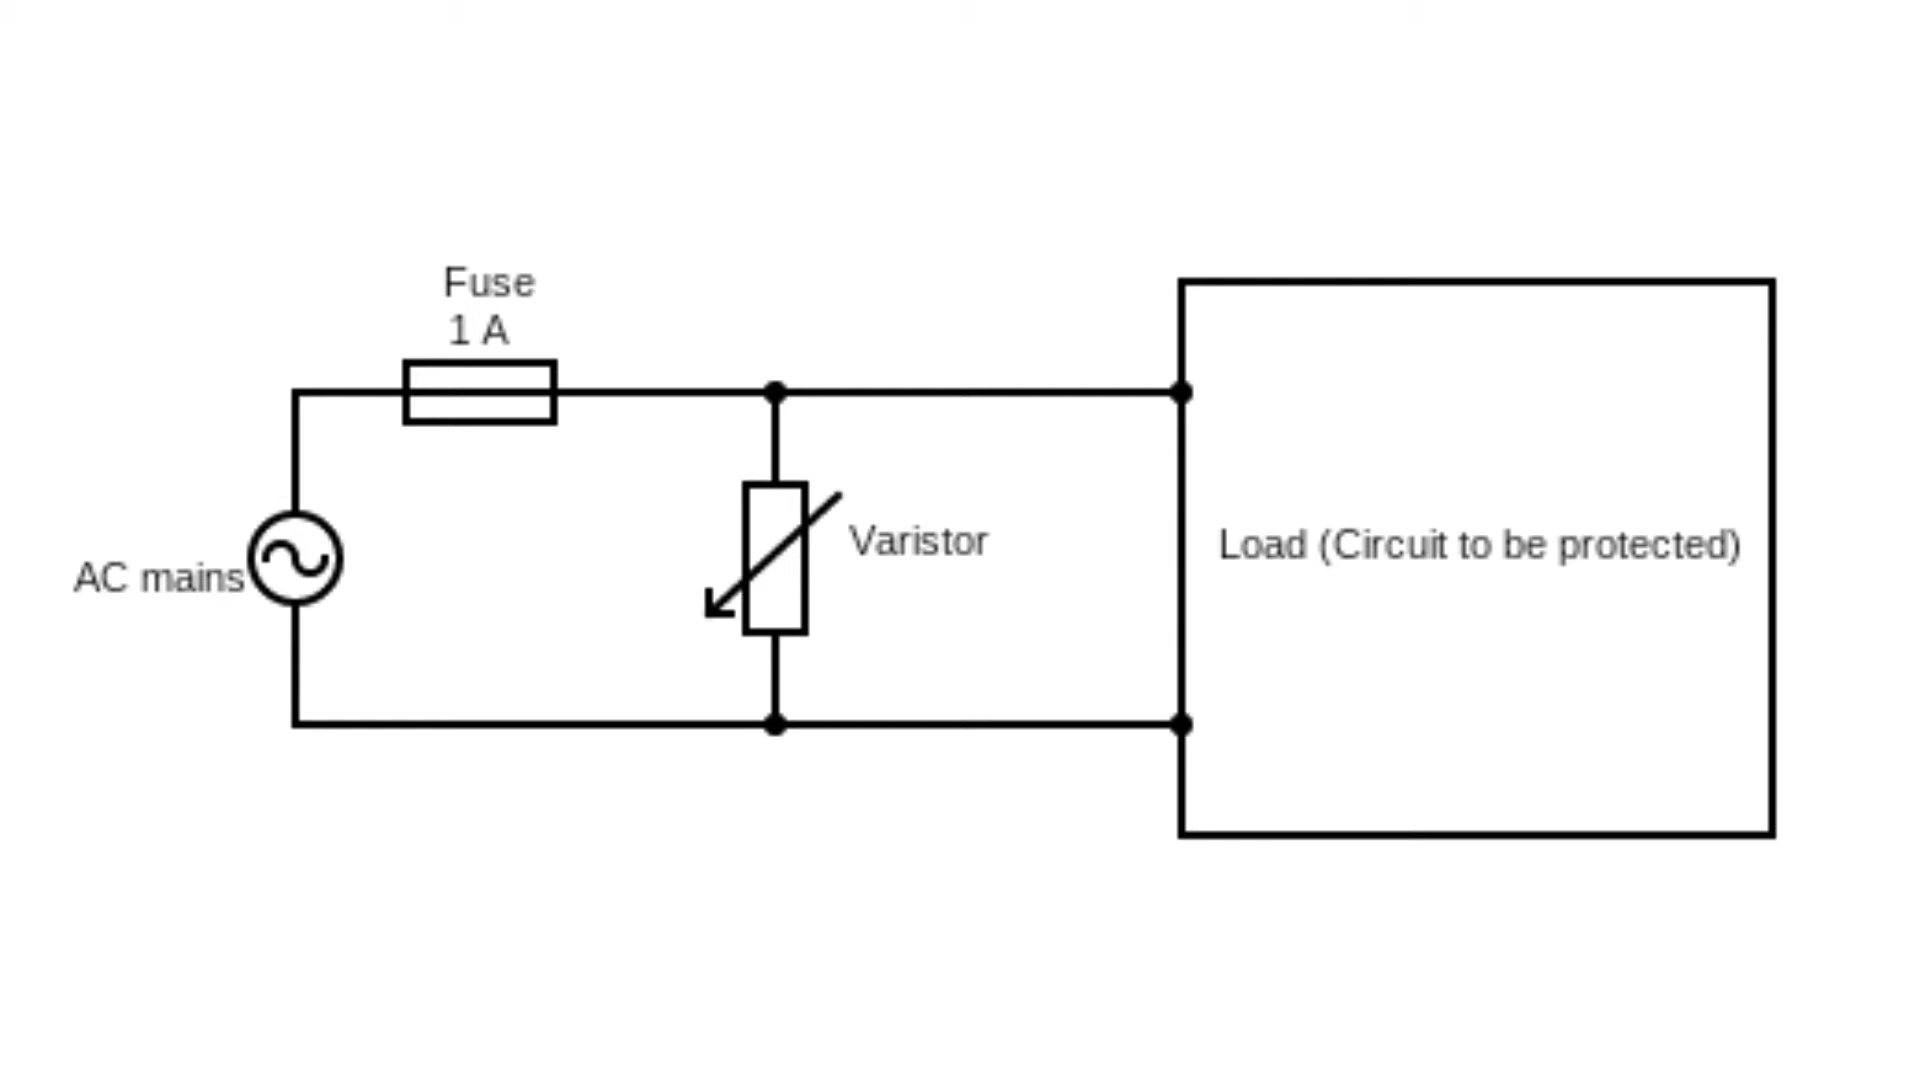 Fuse
1 A
AC mains
Varistor
Load (Circuit to be protected)